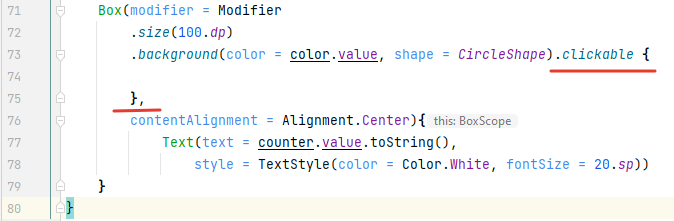 71 Box(modifier = Modifier
72 .size(100.dp)
73 .background(color = color.value, shape = CircleShape).clickable {
74
75 },
76 contentAlignment = Alignment.Center){ this: BoxScope
77 Text(text = counter.value.toString(),
78 style = TextStyle(color = Color.White, fontSize = 20.sp))
79 }
80 }